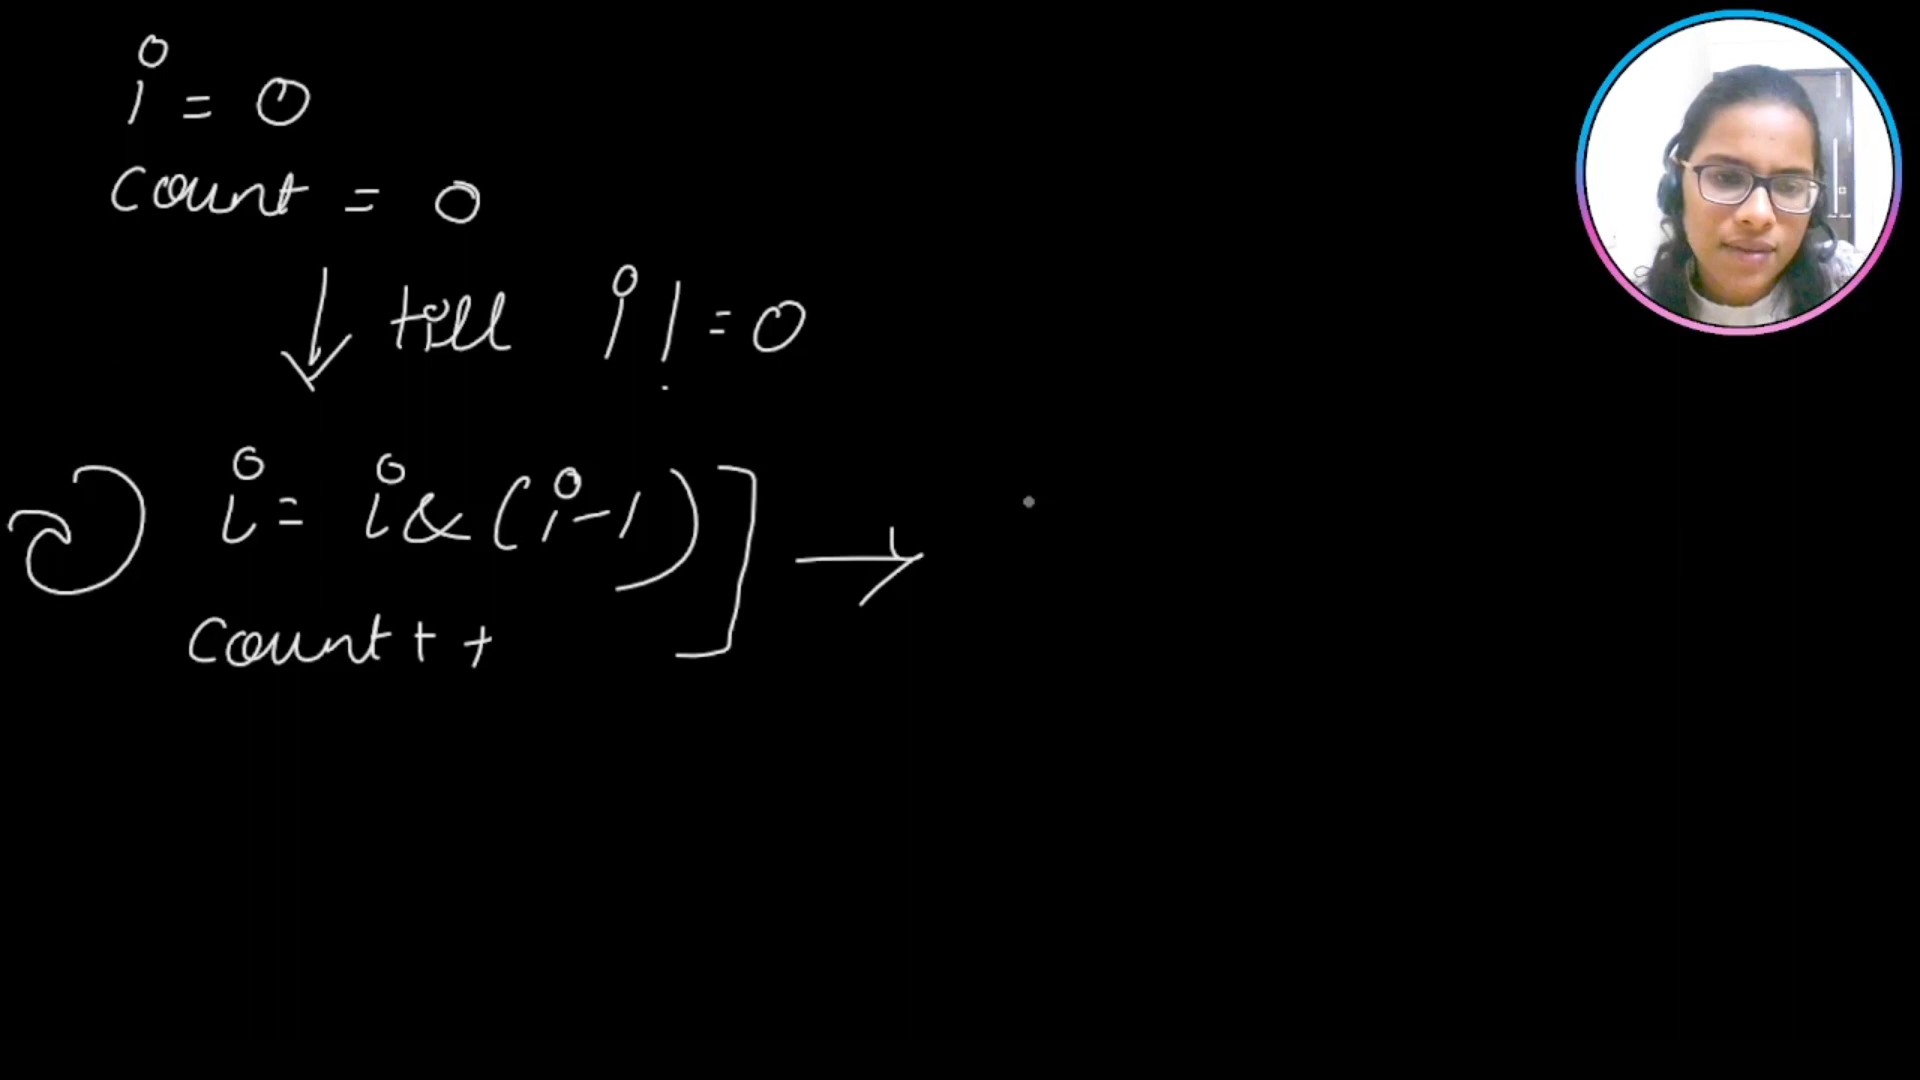 i = 0
count = 0
↓ till i != 0
i = i & (i-1)
count++